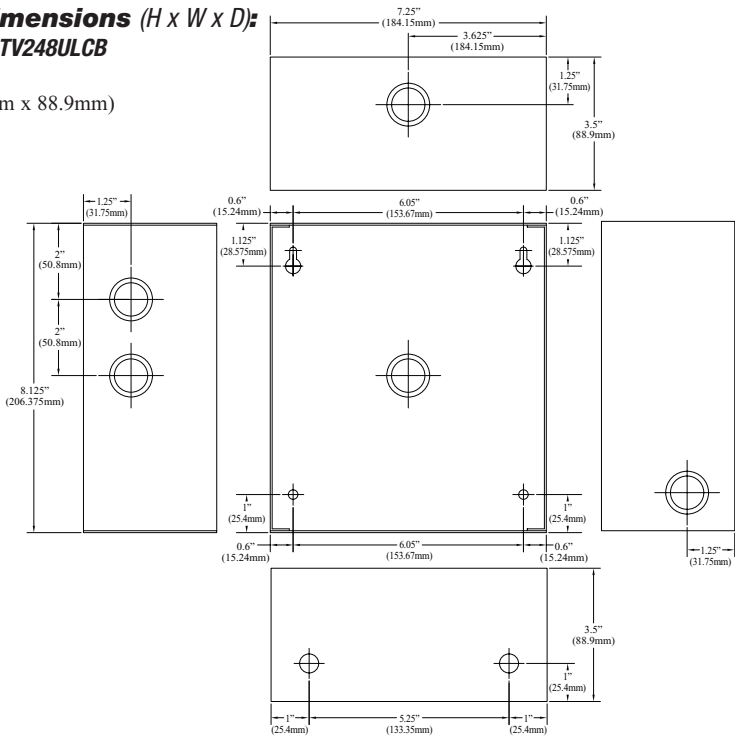 mensions (H x W x D):
TV248ULCB
m x 88.9mm)
7.25”
(184.15mm)
3.625”
(184.15mm)
1.25”
(31.75mm)
3.5”
(88.9mm)
1.25”
(31.75mm)
0.6”
(15.24mm)
6.05”
(153.67mm)
0.6”
(15.24mm)
2”
(50.8mm)
1.125”
(28.575mm)
1.125”
(28.575mm)
2”
(50.8mm)
8.125”
(206.375mm)
1”
(25.4mm)
1”
(25.4mm)
0.6”
(15.24mm)
6.05”
(153.67mm)
0.6”
(15.24mm)
1.25”
(31.75mm)
3.5”
(88.9mm)
1”
(25.4mm)
1”
(25.4mm)
5.25”
(133.35mm)
1”
(25.4mm)